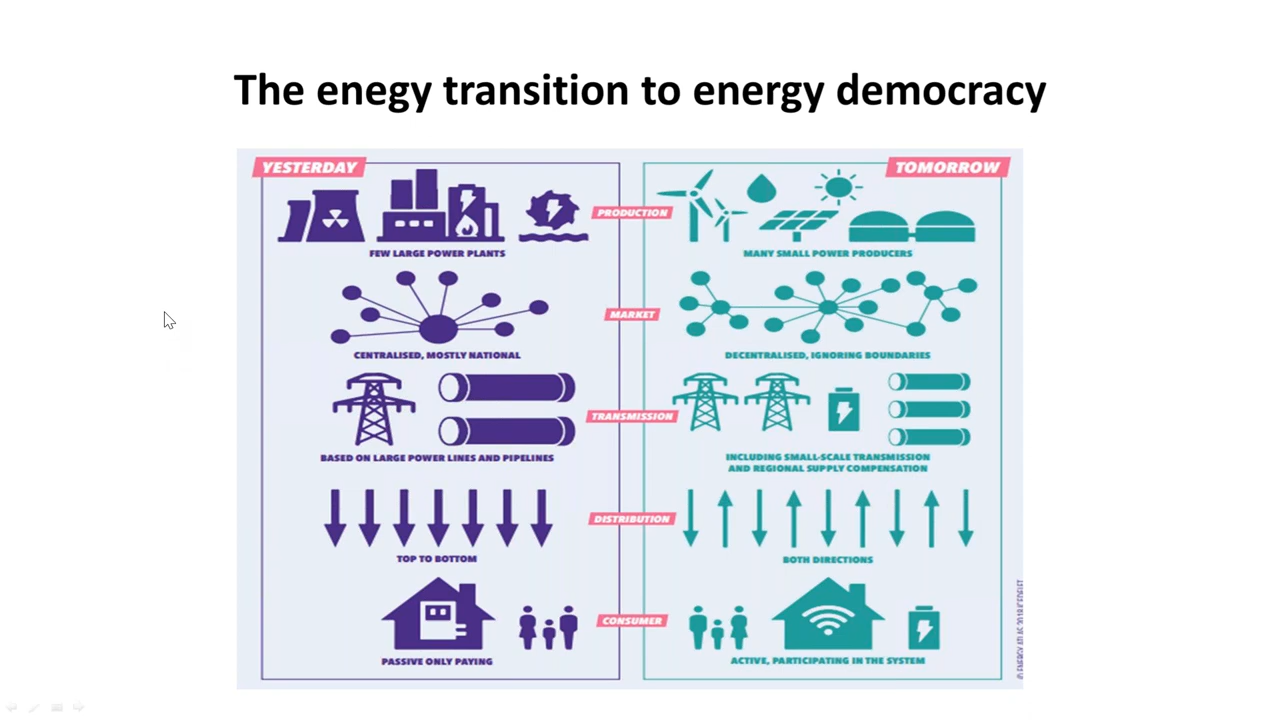 The enegy transition to energy democracy
YESTERDAY
TOMORROW
PRODUCTION
FEW LARGE POWER PLANTS
MANY SMALL POWER PRODUCERS
MARKET
CENTRALISED, MOSTLY NATIONAL
DECENTRALISED, IGNORING BOUNDARIES
TRANSMISSION
BASED ON LARGE POWER LINES AND PIPELINES
INCLUDING SMALL-SCALE TRANSMISSION
AND REGIONAL SUPPLY COMPENSATION
DISTRIBUTION
TOP TO BOTTOM
BOTH DIRECTIONS
CONSUMER
PASSIVE ONLY PAYING
ACTIVE, PARTICIPATING IN THE SYSTEM